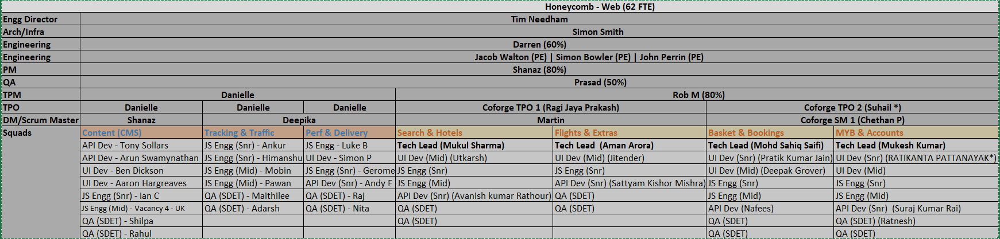 Honeycomb - Web (62 FTE)
Engg Director Tim Needham
Arch/Infra Simon Smith
Engineering Darren (60%)
Engineering Jacob Walton (PE) | Simon Bowler (PE) | John Perrin (PE)
PM Shanaz (80%)
QA Prasad (50%)
TPM Danielle Rob M (80%)
TPO Danielle Danielle Danielle Coforge TPO 1 (Ragi Jaya Prakash) Coforge TPO 2 (Suhail *)
DM/Scrum Master Shanaz Deepika Martin Coforge SM 1 (Chethan P)
Squads Content (CMS) Tracking & Traffic Perf & Delivery Search & Hotels Flights & Extras Basket & Bookings MYB & Accounts
API Dev - Tony Sollars JS Engg (Snr) - Ankur JS Engg - Luke B Tech Lead (Mukul Sharma) Tech Lead (Aman Arora) Tech Lead (Mohd Sahiq Saifi) Tech Lead (Mukesh Kumar)
API Dev - Arun Swamynathan JS Engg (Snr) - Himanshu UI Dev - Simon P UI Dev (Mid) (Utkarsh) UI Dev (Mid) (Jitender) UI Dev (Snr) (Pratik Kumar Jain) UI Dev (Snr) (RATIKANTA PATTANAYAK*)
UI Dev - Ben Dickson JS Engg (Mid) - Mobin JS Engg (Snr) - Gerome JS Engg (Snr) JS Engg (Snr) UI Dev (Mid) (Deepak Grover) UI Dev (Mid)
UI Dev - Aaron Hargreaves JS Engg (Mid) - Pawan API Dev (Snr) - Andy F JS Engg (Mid) API Dev (Snr) (Sattyam Kishor Mishra) JS Engg (Snr) JS Engg (Snr)
JS Engg (Snr) - Ian C QA (SDET) - Maithilee QA (SDET) - Raj API Dev (Snr) (Avanish kumar Rathour) QA (SDET) JS Engg (Mid) JS Engg (Mid)
JS Engg (Mid) - Vacancy 4 - UK QA (SDET) - Adarsh QA (SDET) - Nita QA (SDET) QA (SDET) API Dev (Nafees) API Dev (Snr) (Suraj Kumar Rai)
QA (SDET) - Shilpa QA (SDET) QA (SDET) QA (SDET) (Ratnesh)
QA (SDET) - Rahul QA (SDET) QA (SDET)